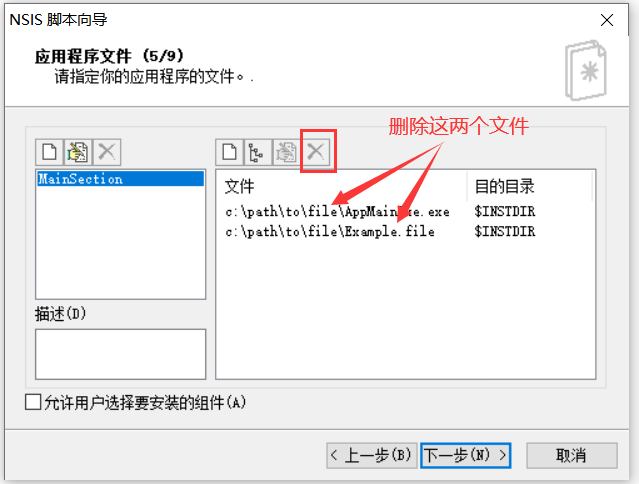 NSIS 脚本向导
应用程序文件 (5/9)
请指定你的应用程序的文件。.
删除这两个文件
MainSection
文件 目的目录
c:\path\to\file\AppMainExe.exe $INSTDIR
c:\path\to\file\Example.file $INSTDIR
描述(D)
允许用户选择要安装的组件(A)
< 上一步(B) 下一步(N) > 取消